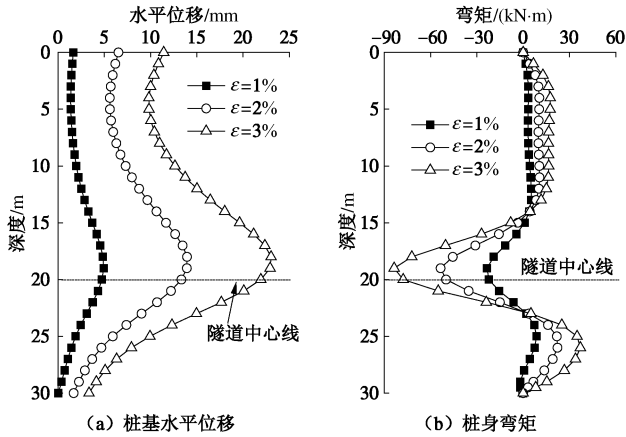 水平位移/mm
0 5 10 15 20 25
0
5
10
15
20
25
30
深度/m
ε=1%
ε=2%
ε=3%
隧道中心线
(a) 桩基水平位移
弯矩/(kN·m)
-90 -60 -30 0 30 60
0
5
10
15
20
25
30
深度/m
ε=1%
ε=2%
ε=3%
隧道中心线
(b) 桩身弯矩